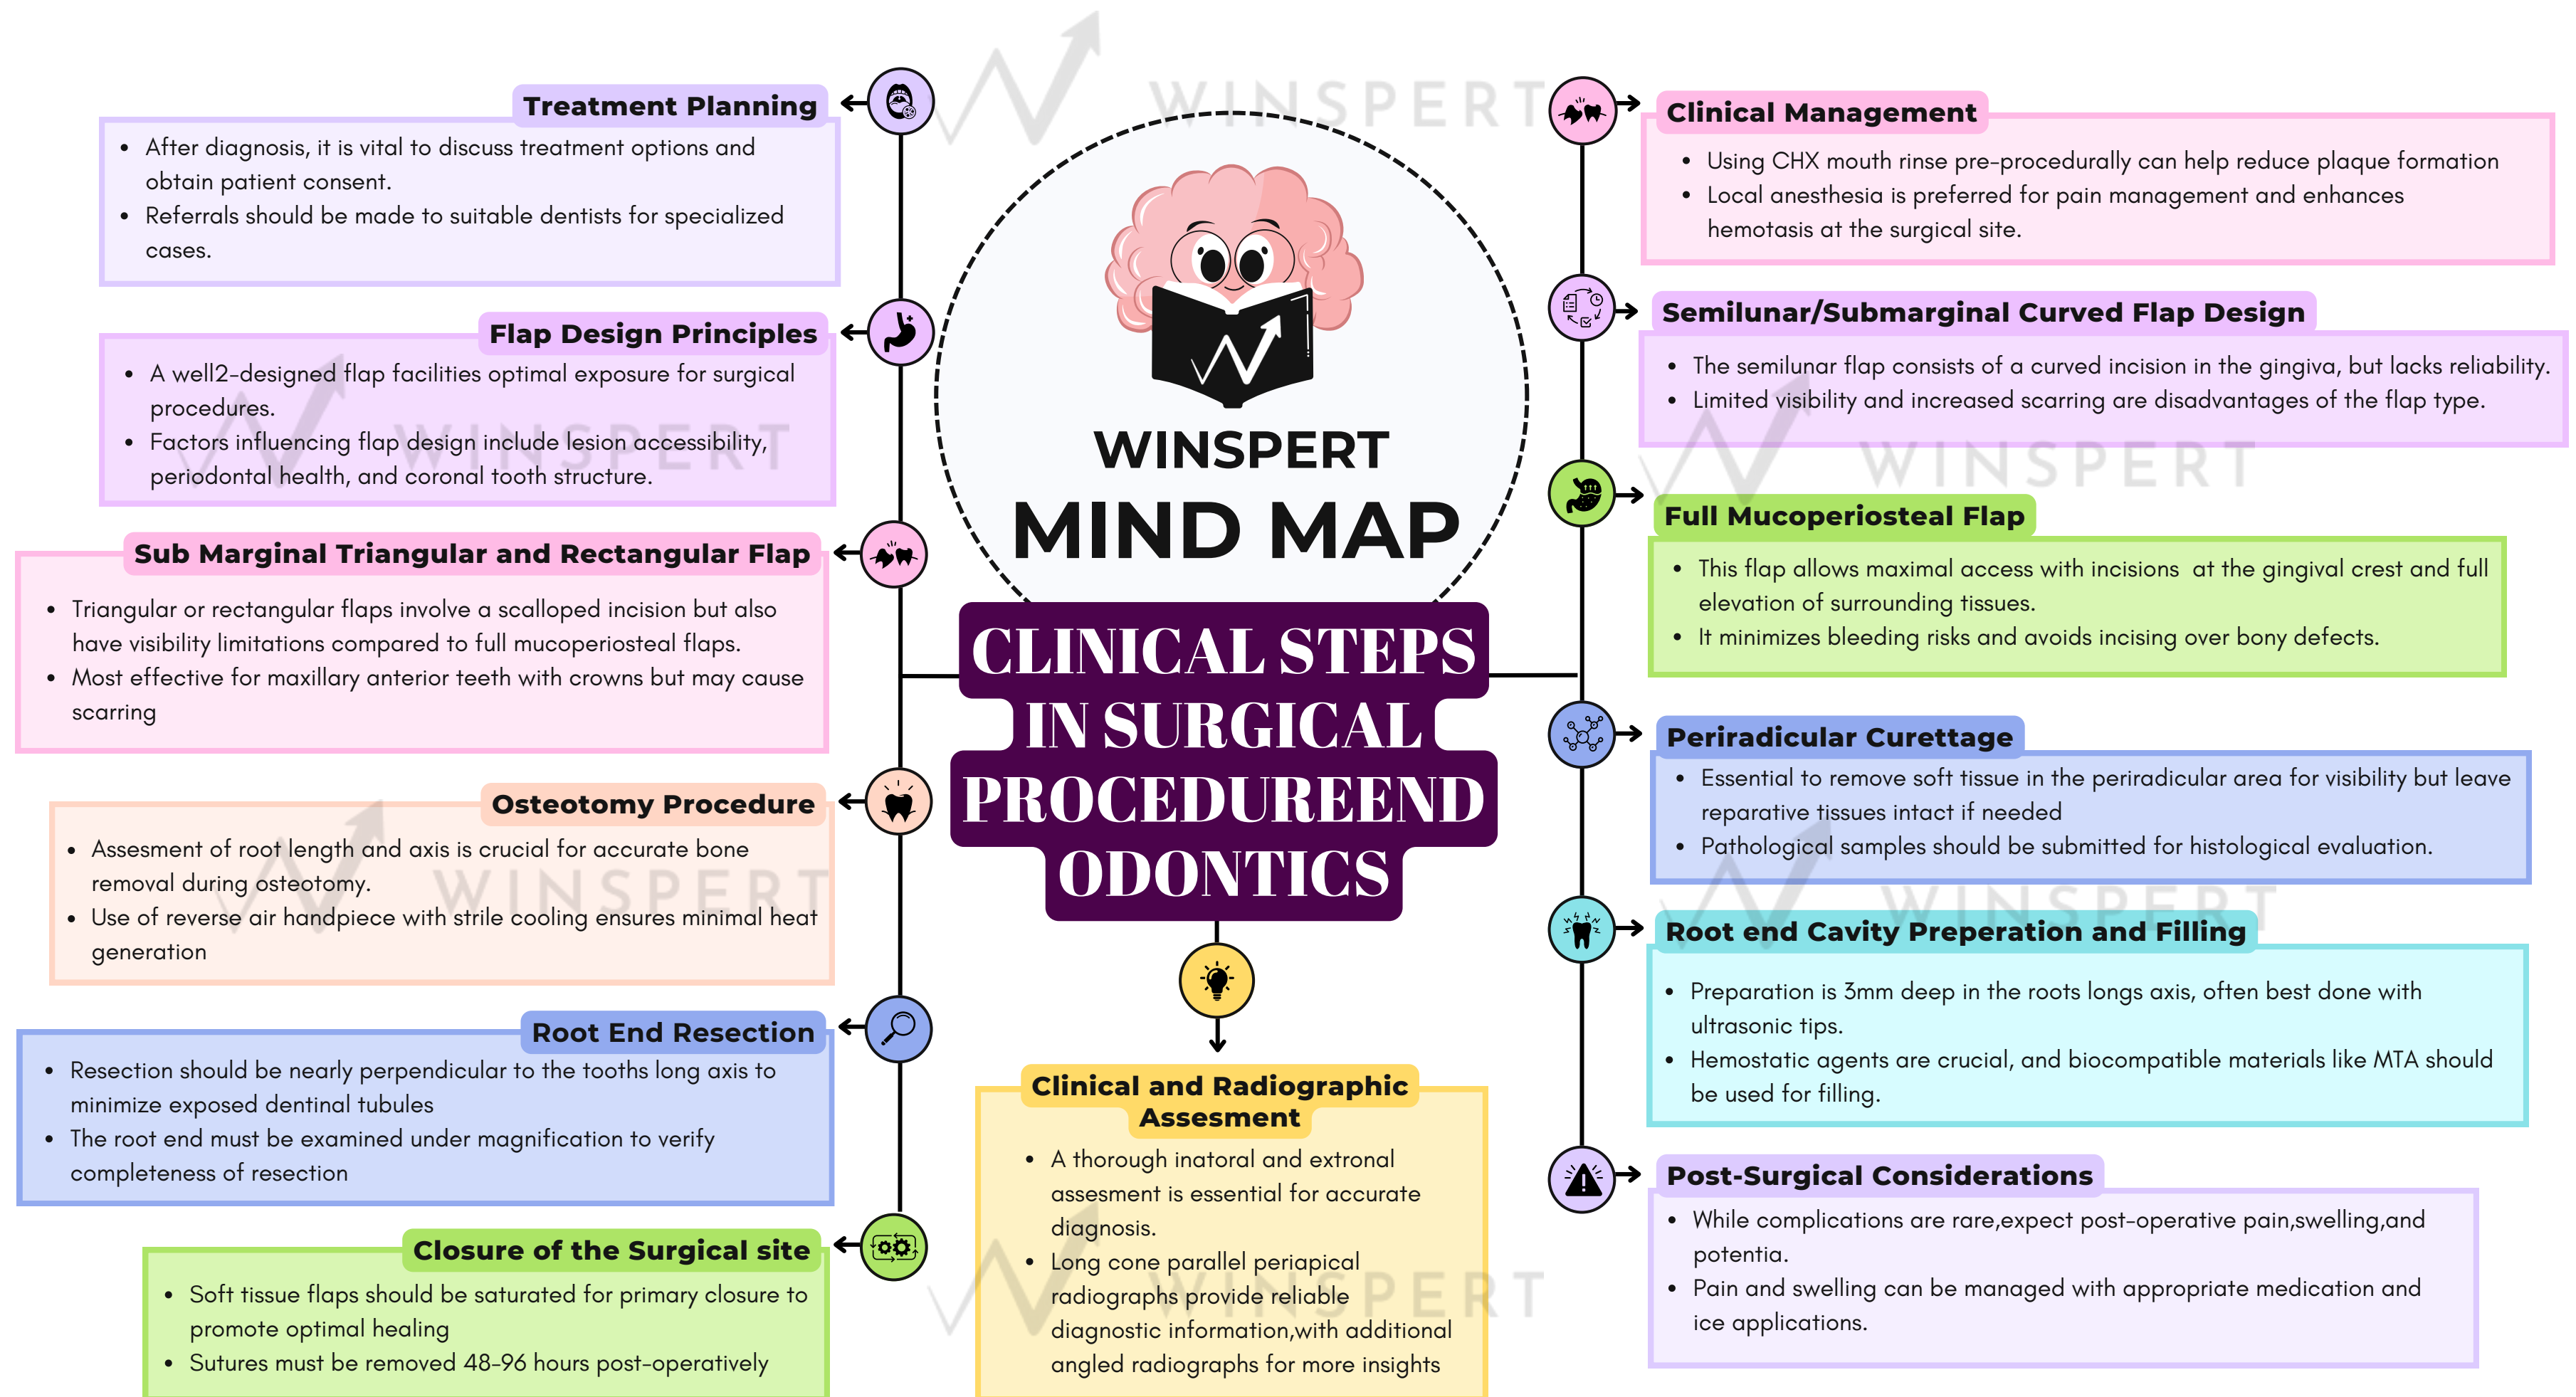 WINSPERT
MIND MAP
CLINICAL STEPS
IN SURGICAL
PROCEDUREEND
ODONTICS
Treatment Planning
After diagnosis, it is vital to discuss treatment options and
obtain patient consent.
Referrals should be made to suitable dentists for specialized
cases.
Flap Design Principles
A well2-designed flap facilities optimal exposure for surgical
procedures.
Factors influencing flap design include lesion accessibility,
periodontal health, and coronal tooth structure.
Sub Marginal Triangular and Rectangular Flap
Triangular or rectangular flaps involve a scalloped incision but also
have visibility limitations compared to full mucoperiosteal flaps.
Most effective for maxillary anterior teeth with crowns but may cause
scarring
Osteotomy Procedure
Assesment of root length and axis is crucial for accurate bone
removal during osteotomy.
Use of reverse air handpiece with strile cooling ensures minimal heat
generation
Root End Resection
Resection should be nearly perpendicular to the tooths long axis to
minimize exposed dentinal tubules
The root end must be examined under magnification to verify
completeness of resection
Closure of the Surgical site
Soft tissue flaps should be saturated for primary closure to
promote optimal healing
Sutures must be removed 48-96 hours post-operatively
Clinical and Radiographic
Assesment
A thorough inatoral and extronal
assesment is essential for accurate
diagnosis.
Long cone parallel periapical
radiographs provide reliable
diagnostic information,with additional
angled radiographs for more insights
Clinical Management
Using CHX mouth rinse pre-procedurally can help reduce plaque formation
Local anesthesia is preferred for pain management and enhances
hemotasis at the surgical site.
Semilunar/Submarginal Curved Flap Design
The semilunar flap consists of a curved incision in the gingiva, but lacks reliability.
Limited visibility and increased scarring are disadvantages of the flap type.
Full Mucoperiosteal Flap
This flap allows maximal access with incisions at the gingival crest and full
elevation of surrounding tissues.
It minimizes bleeding risks and avoids incising over bony defects.
Periradicular Curettage
Essential to remove soft tissue in the periradicular area for visibility but leave
reparative tissues intact if needed
Pathological samples should be submitted for histological evaluation.
Root end Cavity Preperation and Filling
Preparation is 3mm deep in the roots longs axis, often best done with
ultrasonic tips.
Hemostatic agents are crucial, and biocompatible materials like MTA should
be used for filling.
Post-Surgical Considerations
While complications are rare,expect post-operative pain,swelling,and
potentia.
Pain and swelling can be managed with appropriate medication and
ice applications.
WINSPERT
WINSPERT
WINSPERT
WINSPERT
WINSPERT
WINSPERT